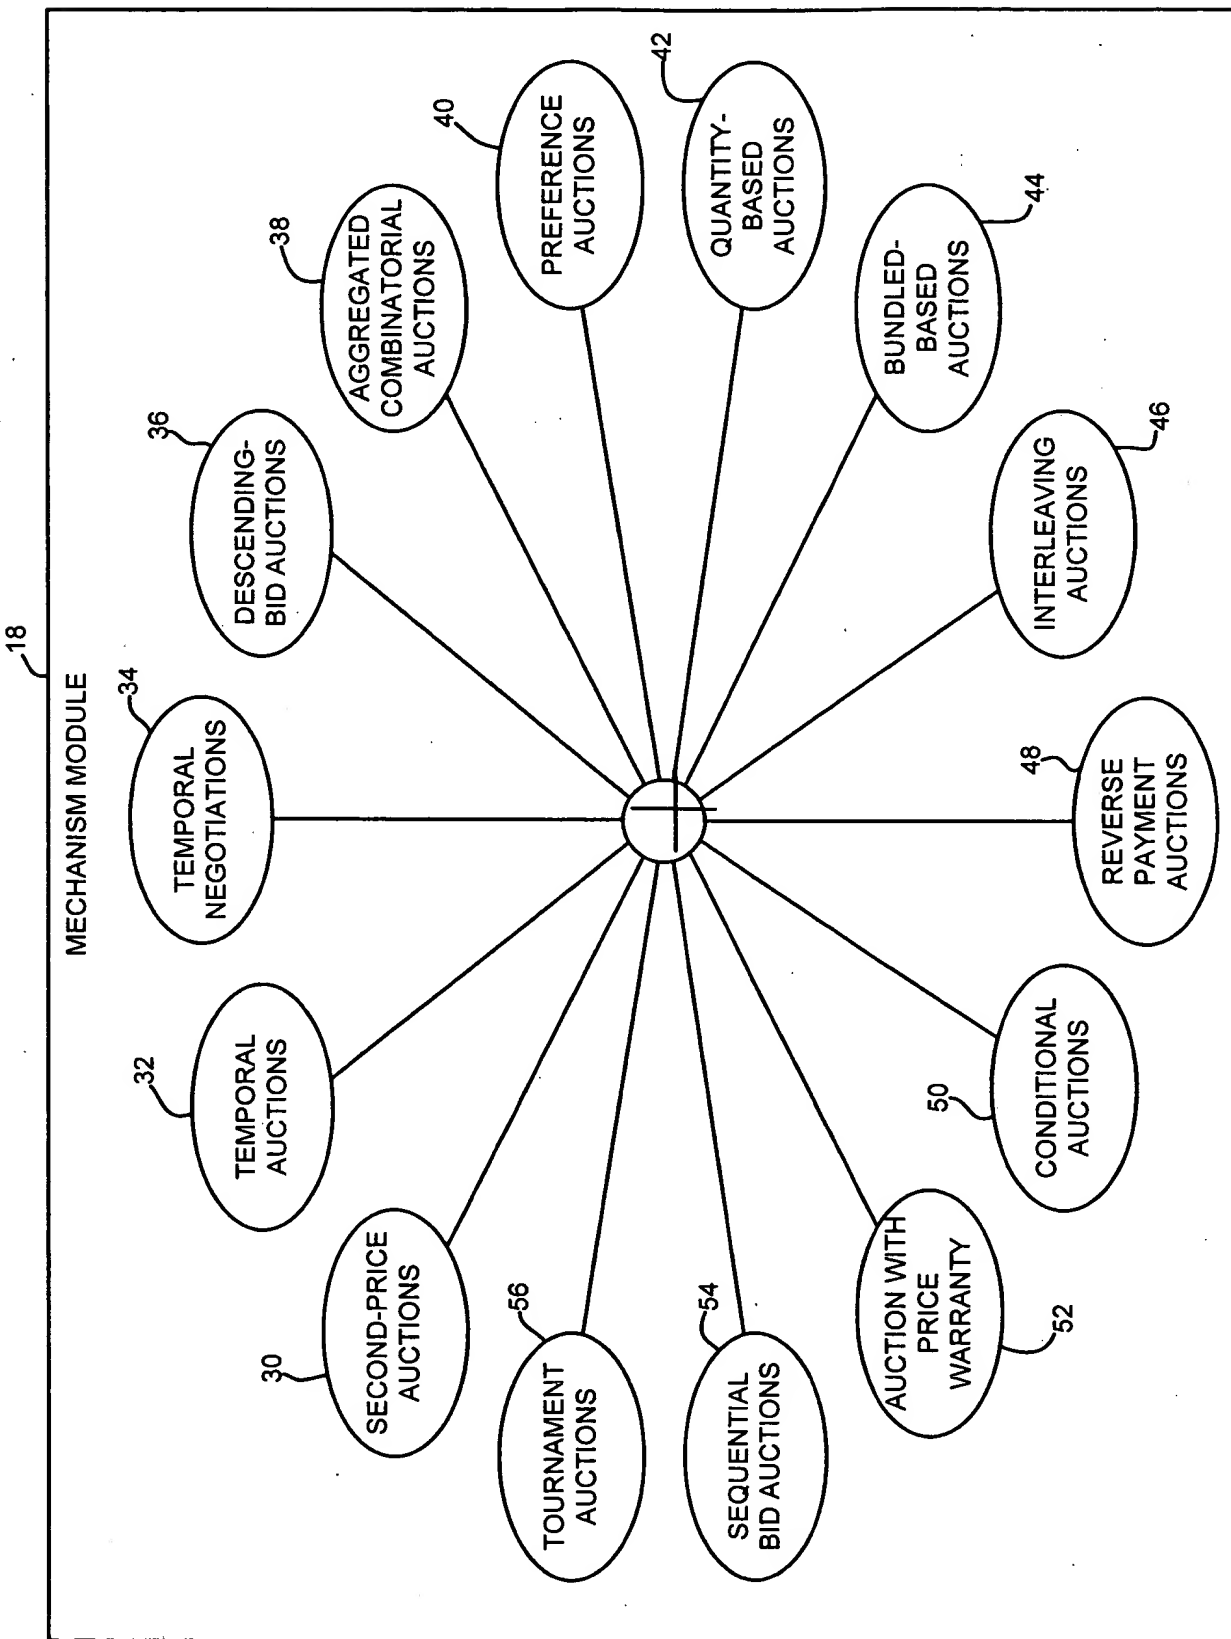 18
MECHANISM MODULE
30
SECOND-PRICE
AUCTIONS
32
TEMPORAL
AUCTIONS
34
TEMPORAL
NEGOTIATIONS
36
DESCENDING-
BID AUCTIONS
38
AGGREGATED
COMBINATORIAL
AUCTIONS
40
PREFERENCE
AUCTIONS
42
QUANTITY-
BASED
AUCTIONS
44
BUNDLED-
BASED
AUCTIONS
46
INTERLEAVING
AUCTIONS
48
REVERSE
PAYMENT
AUCTIONS
50
CONDITIONAL
AUCTIONS
52
AUCTION WITH
PRICE
WARRANTY
54
SEQUENTIAL
BID AUCTIONS
56
TOURNAMENT
AUCTIONS